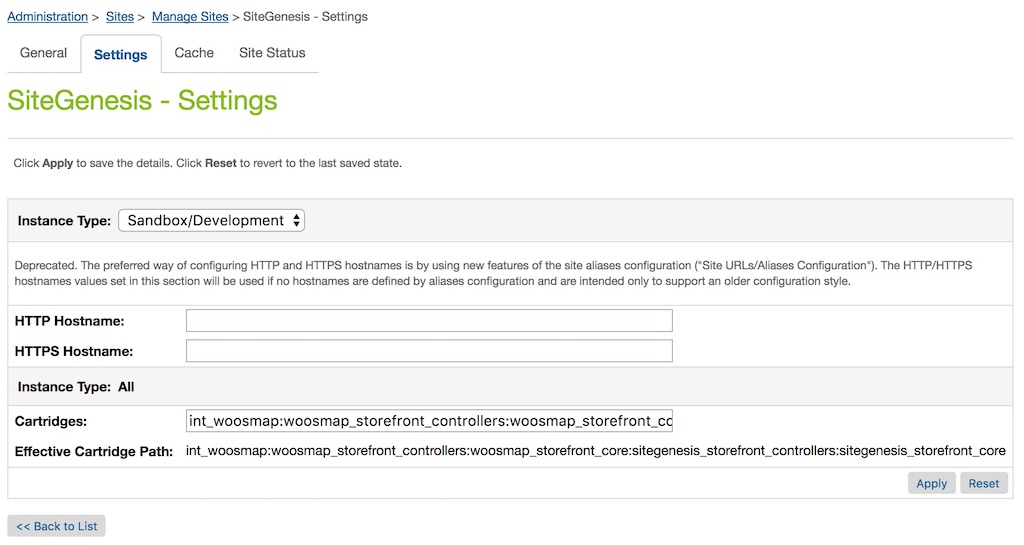 Administration > Sites > Manage Sites > SiteGenesis - Settings
General Settings Cache Site Status
SiteGenesis - Settings
Click Apply to save the details. Click Reset to revert to the last saved state.
Instance Type: Sandbox/Development
Deprecated. The preferred way of configuring HTTP and HTTPS hostnames is by using new features of the site aliases configuration ("Site URLs/Aliases Configuration"). The HTTP/HTTPS
hostnames values set in this section will be used if no hostnames are defined by aliases configuration and are intended only to support an older configuration style.
HTTP Hostname:
HTTPS Hostname:
Instance Type: All
Cartridges: int_woosmap:woosmap_storefront_controllers:woosmap_storefront_co
Effective Cartridge Path: int_woosmap:woosmap_storefront_controllers:woosmap_storefront_core:sitegenesis_storefront_controllers:sitegenesis_storefront_core
Apply Reset
<< Back to List